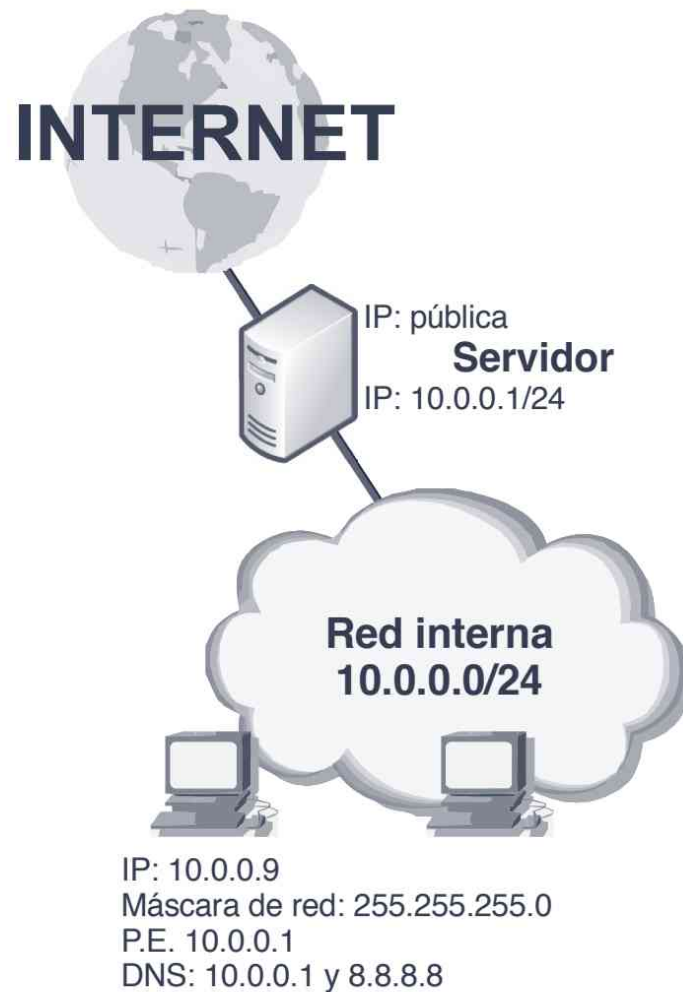 INTERNET
IP: pública
Servidor
IP: 10.0.0.1/24
Red interna
10.0.0.0/24
IP: 10.0.0.9
Máscara de red: 255.255.255.0
P.E. 10.0.0.1
DNS: 10.0.0.1 y 8.8.8.8